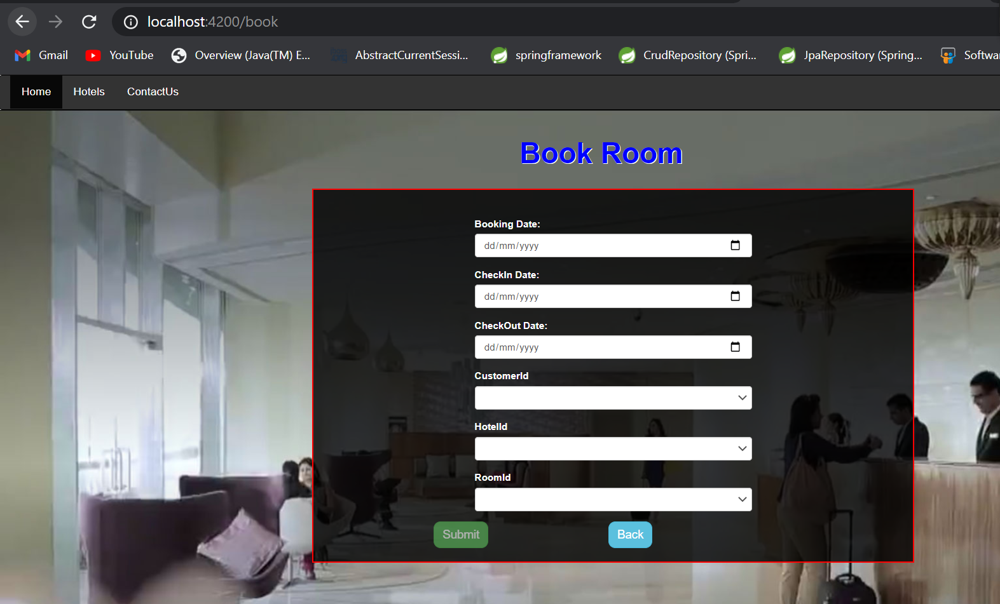 localhost:4200/book
Gmail YouTube Overview (Java(TM) E... AbstractCurrentSessi... springframework CrudRepository (Spri... JpaRepository (Spring... Softwar
Home Hotels ContactUs
Book Room
Booking Date:
dd/mm/yyyy
CheckIn Date:
dd/mm/yyyy
CheckOut Date:
dd/mm/yyyy
CustomerId
HotelId
RoomId
Submit Back